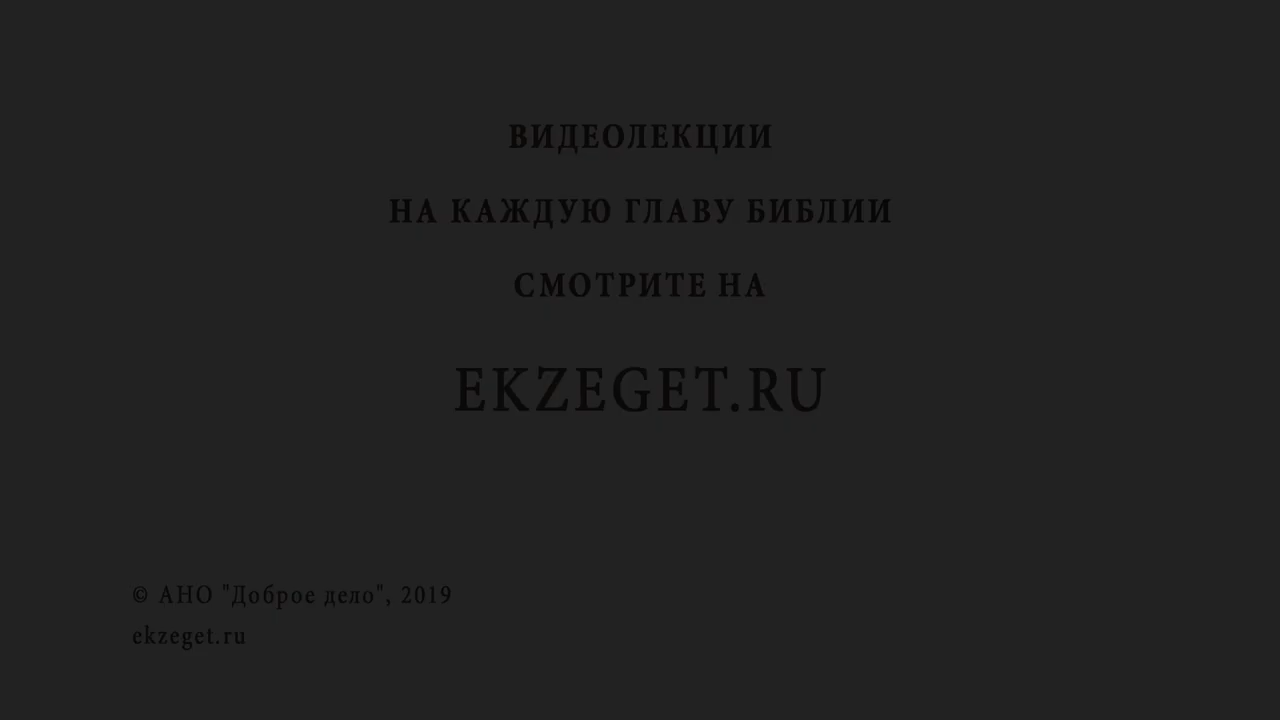 ВИДЕОЛЕКЦИИ
НА КАЖДУЮ ГЛАВУ БИБЛИИ
СМОТРИТЕ НА
EKZEGET.RU
© АНО "Доброе дело", 2019
ekzeget.ru